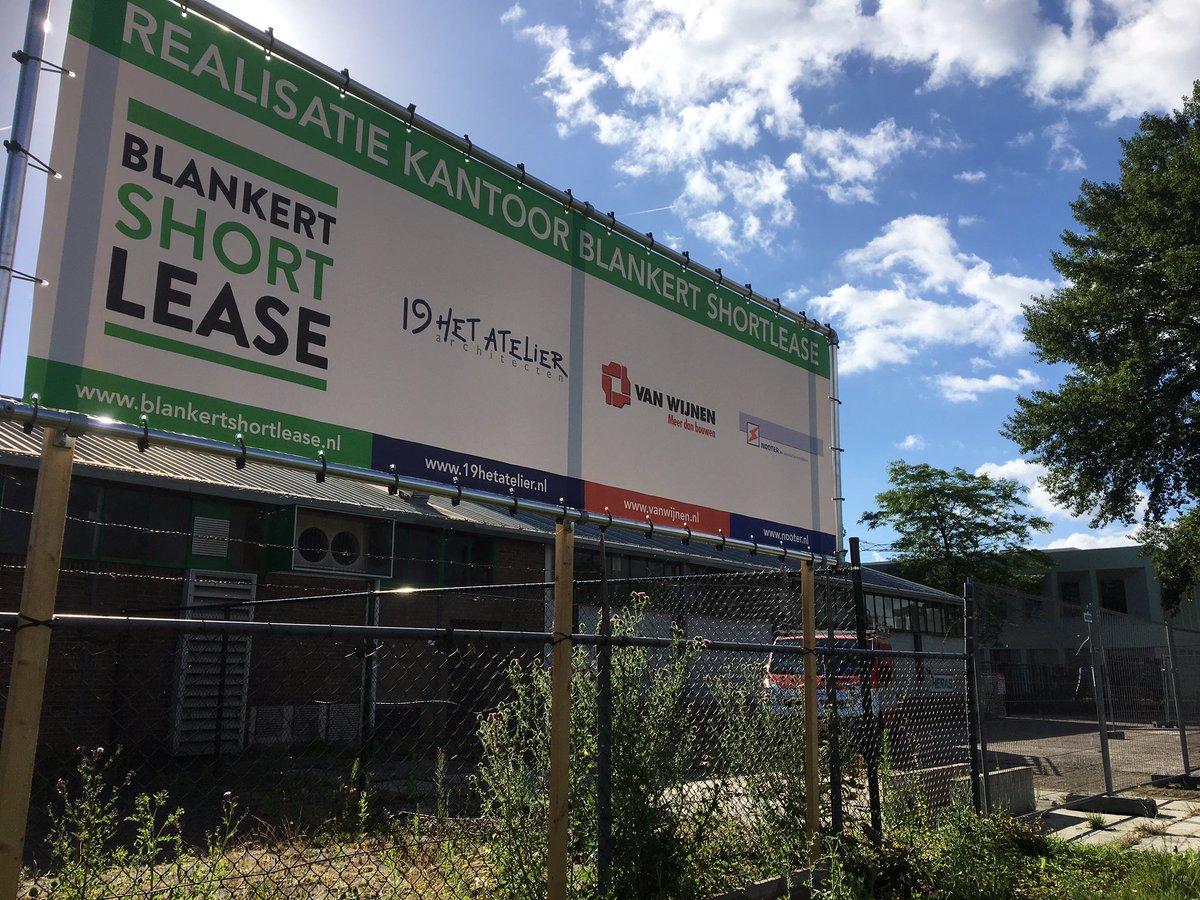 REALISATIE KANTOOR BLANKERT SHORTLEASE
BLANKERT
SHORT
LEASE
19 HET ATELIER
architecten
VAN WIJNEN
Meer dan bouwen
NOOTER
www.blankertshortlease.nl
www.19hetatelier.nl
www.vanwijnen.nl
www.nooter.nl